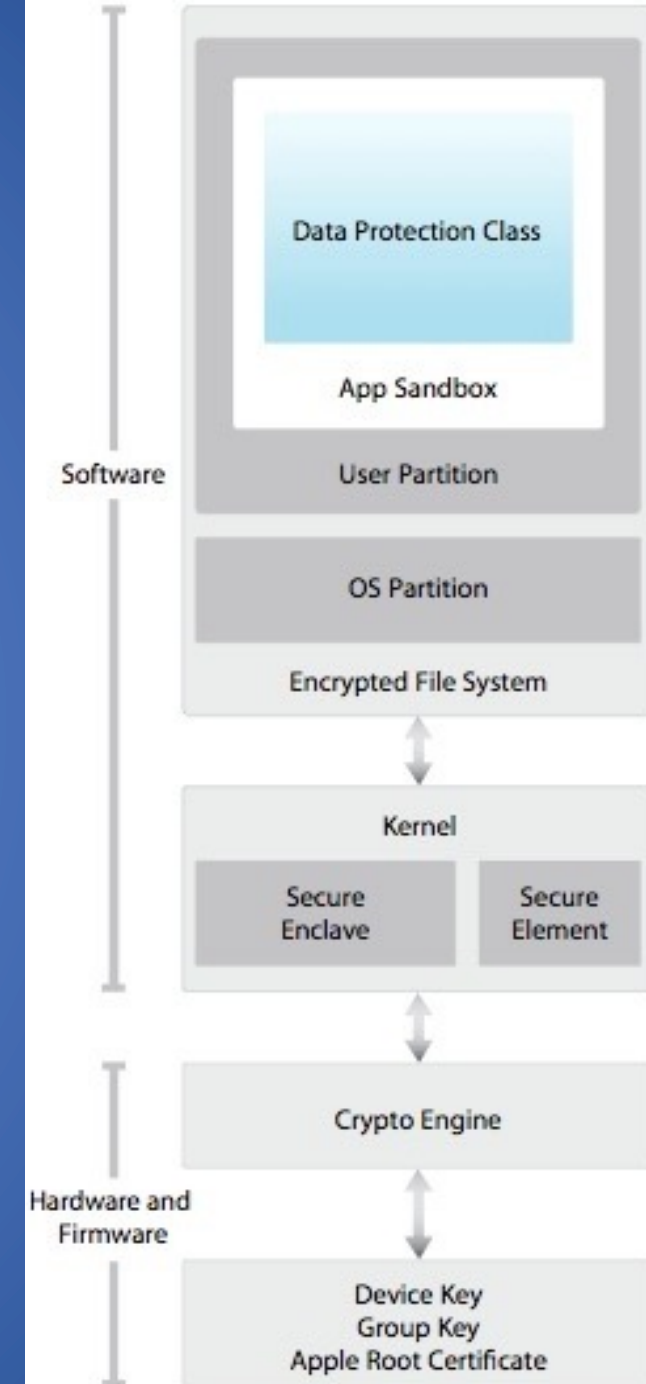 Data Protection Class
App Sandbox
Software
User Partition
OS Partition
Encrypted File System
Kernel
Secure
Enclave
Secure
Element
Crypto Engine
Hardware and
Firmware
Device Key
Group Key
Apple Root Certificate